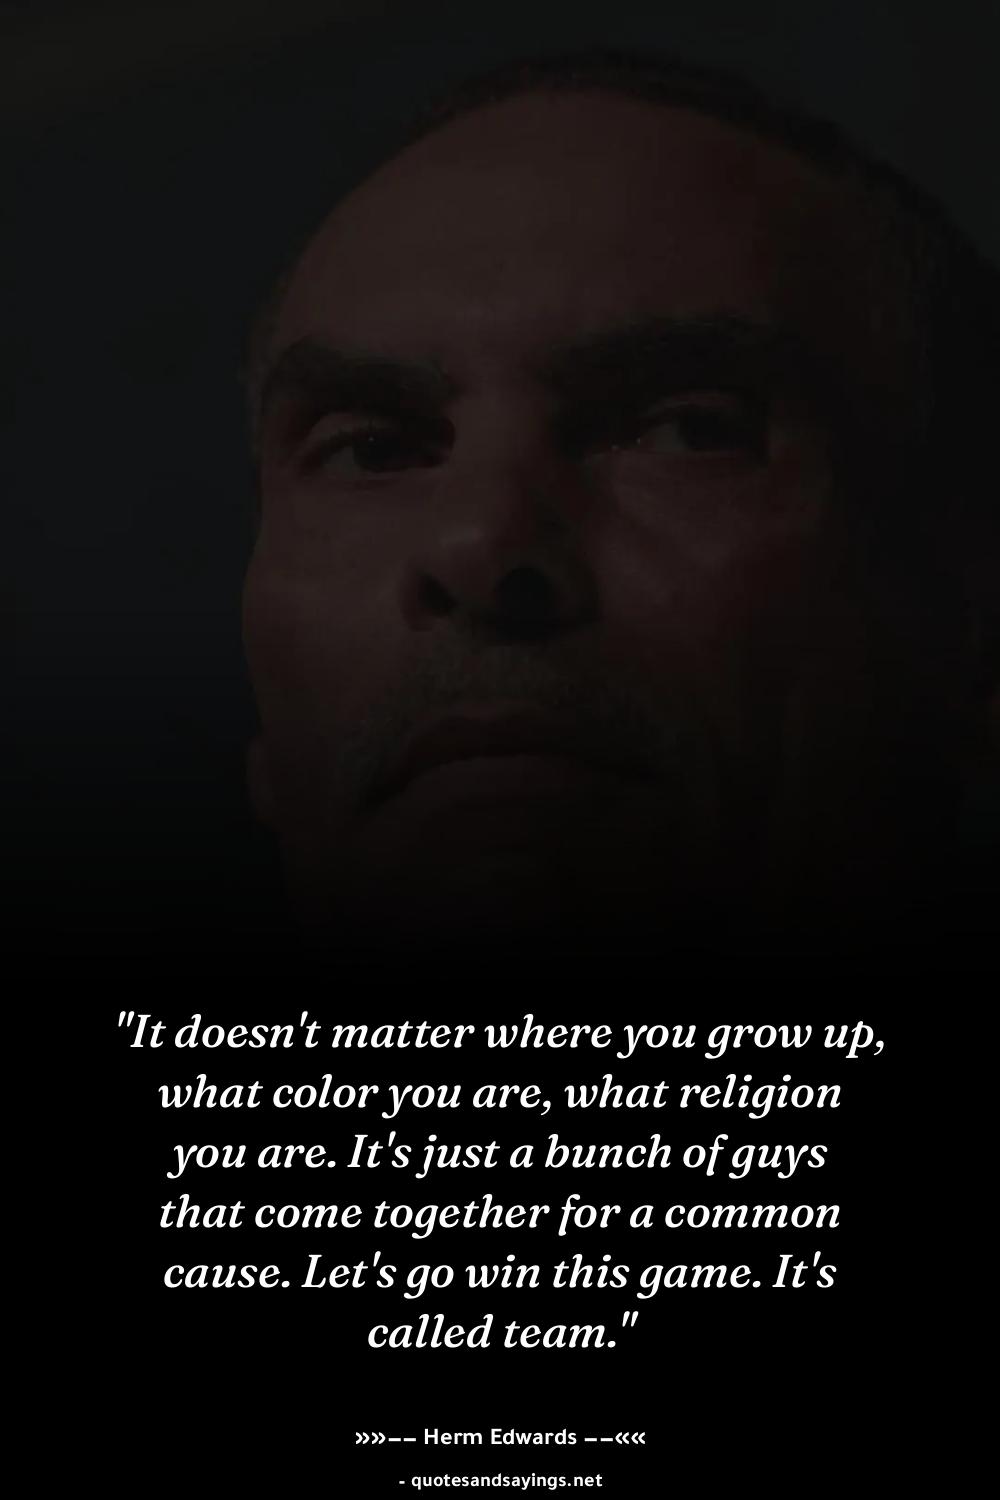 "It doesn't matter where you grow up,
what color you are, what religion
you are. It's just a bunch of guys
that come together for a common
cause. Let's go win this game. It's
called team."
»»–– Herm Edwards ––««
- quotesandsayings.net